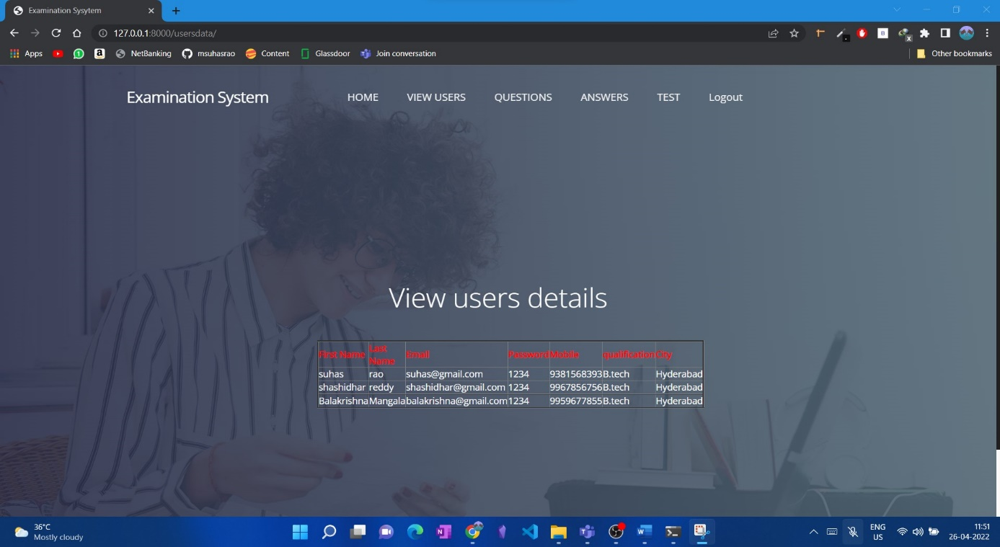 Examination Sysytem
127.0.0.1:8000/usersdata/
Apps NetBanking msuhasrao Content Glassdoor Join conversation Other bookmarks
Examination System HOME VIEW USERS QUESTIONS ANSWERS TEST Logout
View users details
First Name Last Name Email Password Mobile qualification City
suhas rao suhas@gmail.com 1234 9381568393 B.tech Hyderabad
shashidhar reddy shashidhar@gmail.com 1234 9967856756 B.tech Hyderabad
Balakrishna Mangala balakrishna@gmail.com 1234 9959677855 B.tech Hyderabad
36°C
Mostly cloudy
ENG
US
11:51
26-04-2022